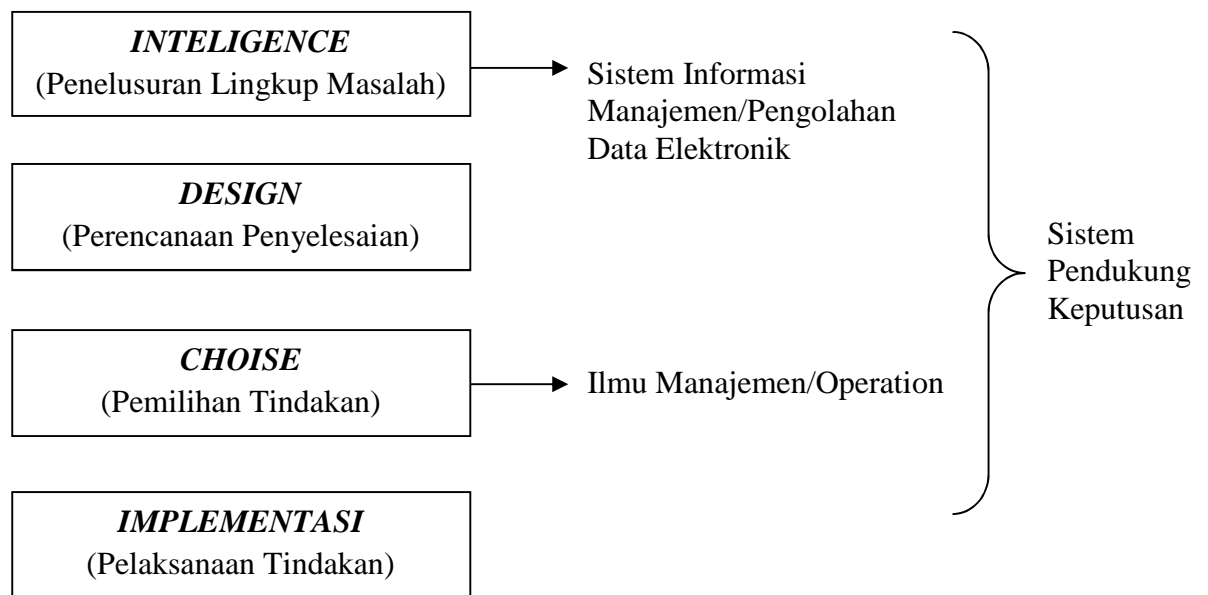 INTELIGENCE
(Penelusuran Lingkup Masalah)
Sistem Informasi
Manajemen/Pengolahan
Data Elektronik
DESIGN
(Perencanaan Penyelesaian)
Sistem
Pendukung
Keputusan
CHOISE
(Pemilihan Tindakan)
Ilmu Manajemen/Operation
IMPLEMENTASI
(Pelaksanaan Tindakan)